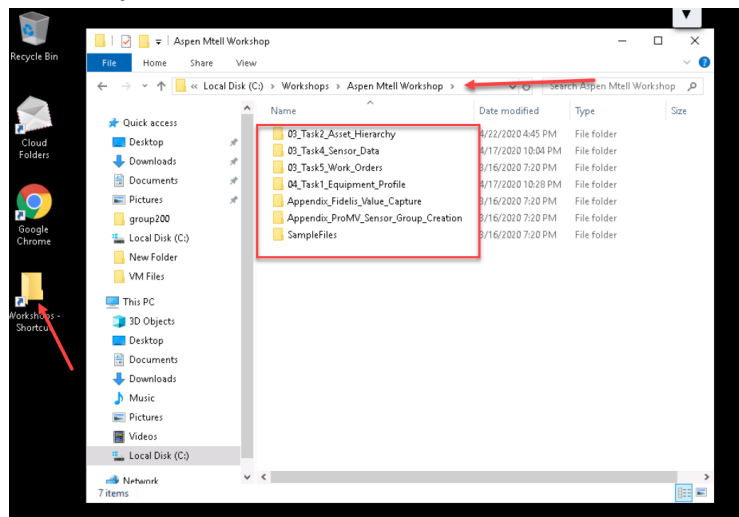 Recycle Bin
Cloud
Folders
Google
Chrome
Workshops -
Shortcut
Aspen Mtell Workshop
File Home Share View
« Local Disk (C:) > Workshops > Aspen Mtell Workshop >
Search Aspen Mtell Workshop
Quick access
Desktop
Downloads
Documents
Pictures
group200
Local Disk (C:)
New Folder
VM Files
This PC
3D Objects
Desktop
Documents
Downloads
Music
Pictures
Videos
Local Disk (C:)
Network
Name Date modified Type Size
03_Task2_Asset_Hierarchy 4/22/2020 4:45 PM File folder
03_Task4_Sensor_Data 4/17/2020 10:04 PM File folder
03_Task5_Work_Orders 3/16/2020 7:20 PM File folder
04_Task1_Equipment_Profile 4/17/2020 10:28 PM File folder
Appendix_Fidelis_Value_Capture 3/16/2020 7:20 PM File folder
Appendix_ProMV_Sensor_Group_Creation 3/16/2020 7:20 PM File folder
SampleFiles 3/16/2020 7:20 PM File folder
7 items